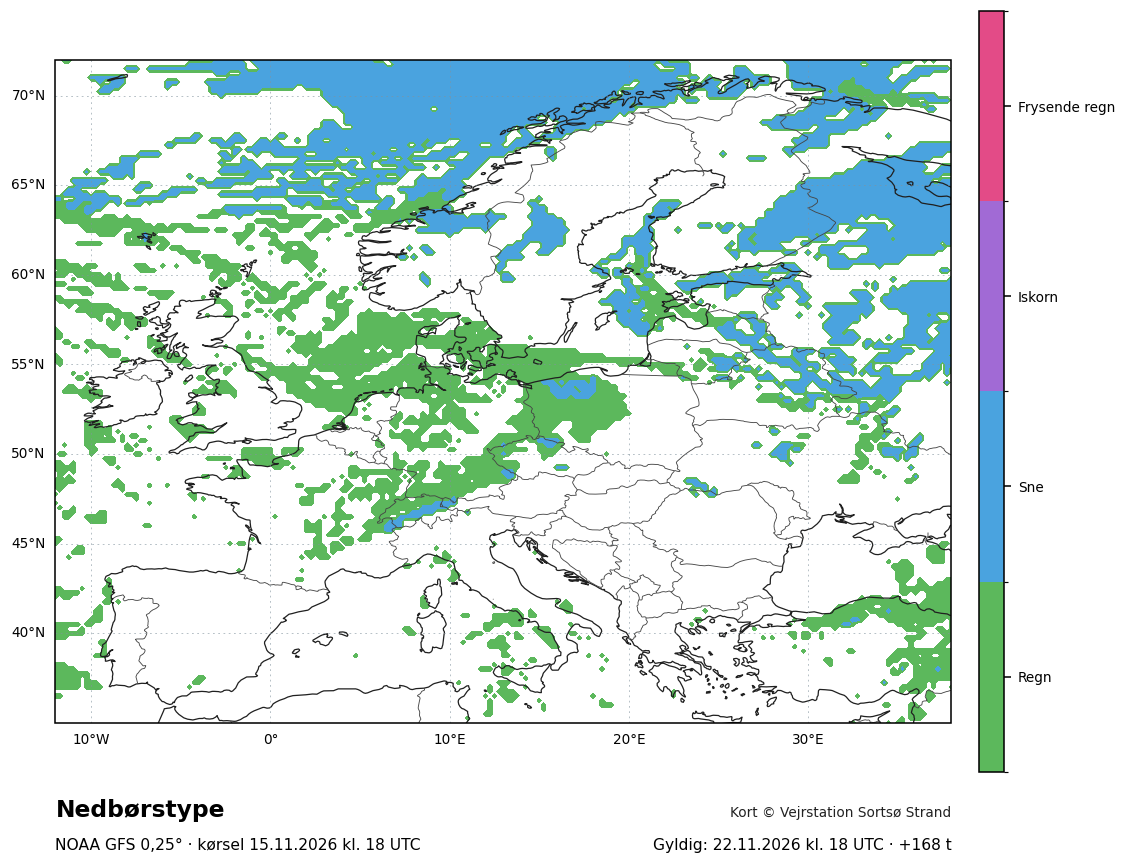 70°N
65°N
60°N
55°N
50°N
45°N
40°N
10°W
0°
10°E
20°E
30°E
Frysende regn
Iskorn
Sne
Regn
Nedbørstype
Kort © Vejrstation Sortsø Strand
NOAA GFS 0,25° · kørsel 15.11.2026 kl. 18 UTC
Gyldig: 22.11.2026 kl. 18 UTC · +168 t